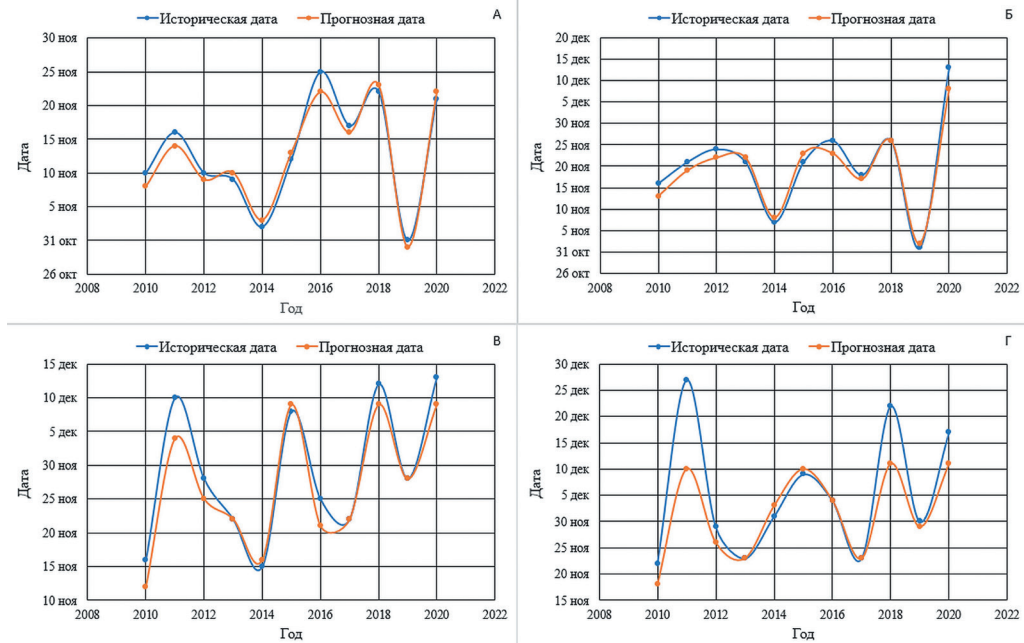 Историческая дата Прогнозная дата А
30 ноя
25 ноя
20 ноя
15 ноя
10 ноя
5 ноя
31 окт
26 окт
Дата
2008 2010 2012 2014 2016 2018 2020 2022
Год
Историческая дата Прогнозная дата Б
20 дек
15 дек
10 дек
5 дек
30 ноя
25 ноя
20 ноя
15 ноя
10 ноя
5 ноя
31 окт
26 окт
Дата
2008 2010 2012 2014 2016 2018 2020 2022
Год
Историческая дата Прогнозная дата В
15 дек
10 дек
5 дек
30 ноя
25 ноя
20 ноя
15 ноя
10 ноя
Дата
2008 2010 2012 2014 2016 2018 2020 2022
Год
Историческая дата Прогнозная дата Г
30 дек
25 дек
20 дек
15 дек
10 дек
5 дек
30 ноя
25 ноя
20 ноя
15 ноя
Дата
2008 2010 2012 2014 2016 2018 2020 2022
Год